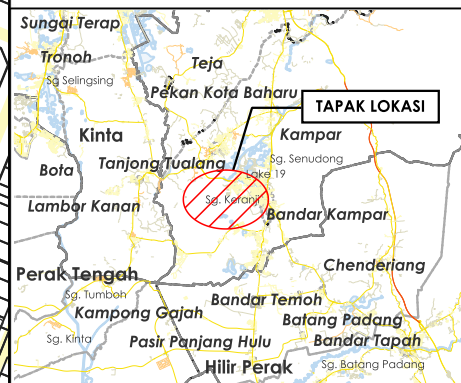 Sungai Terap
Tronoh
Teja
Sg Selingsing
Pekan Kota Baharu
TAPAK LOKASI
Kinta
Kampar
Tanjong Tualang
Sg. Senudong
Bota
Lake 19
Lambor Kanan
Sg. Keranji
Bandar Kampar
Perak Tengah
Chenderiang
Sg. Tumboh
Bandar Temoh
Kampong Gajah
Batang Padang
Sg. Kinta
Pasir Panjang Hulu
Bandar Tapah
Hilir Perak
Sg. Batang Padang